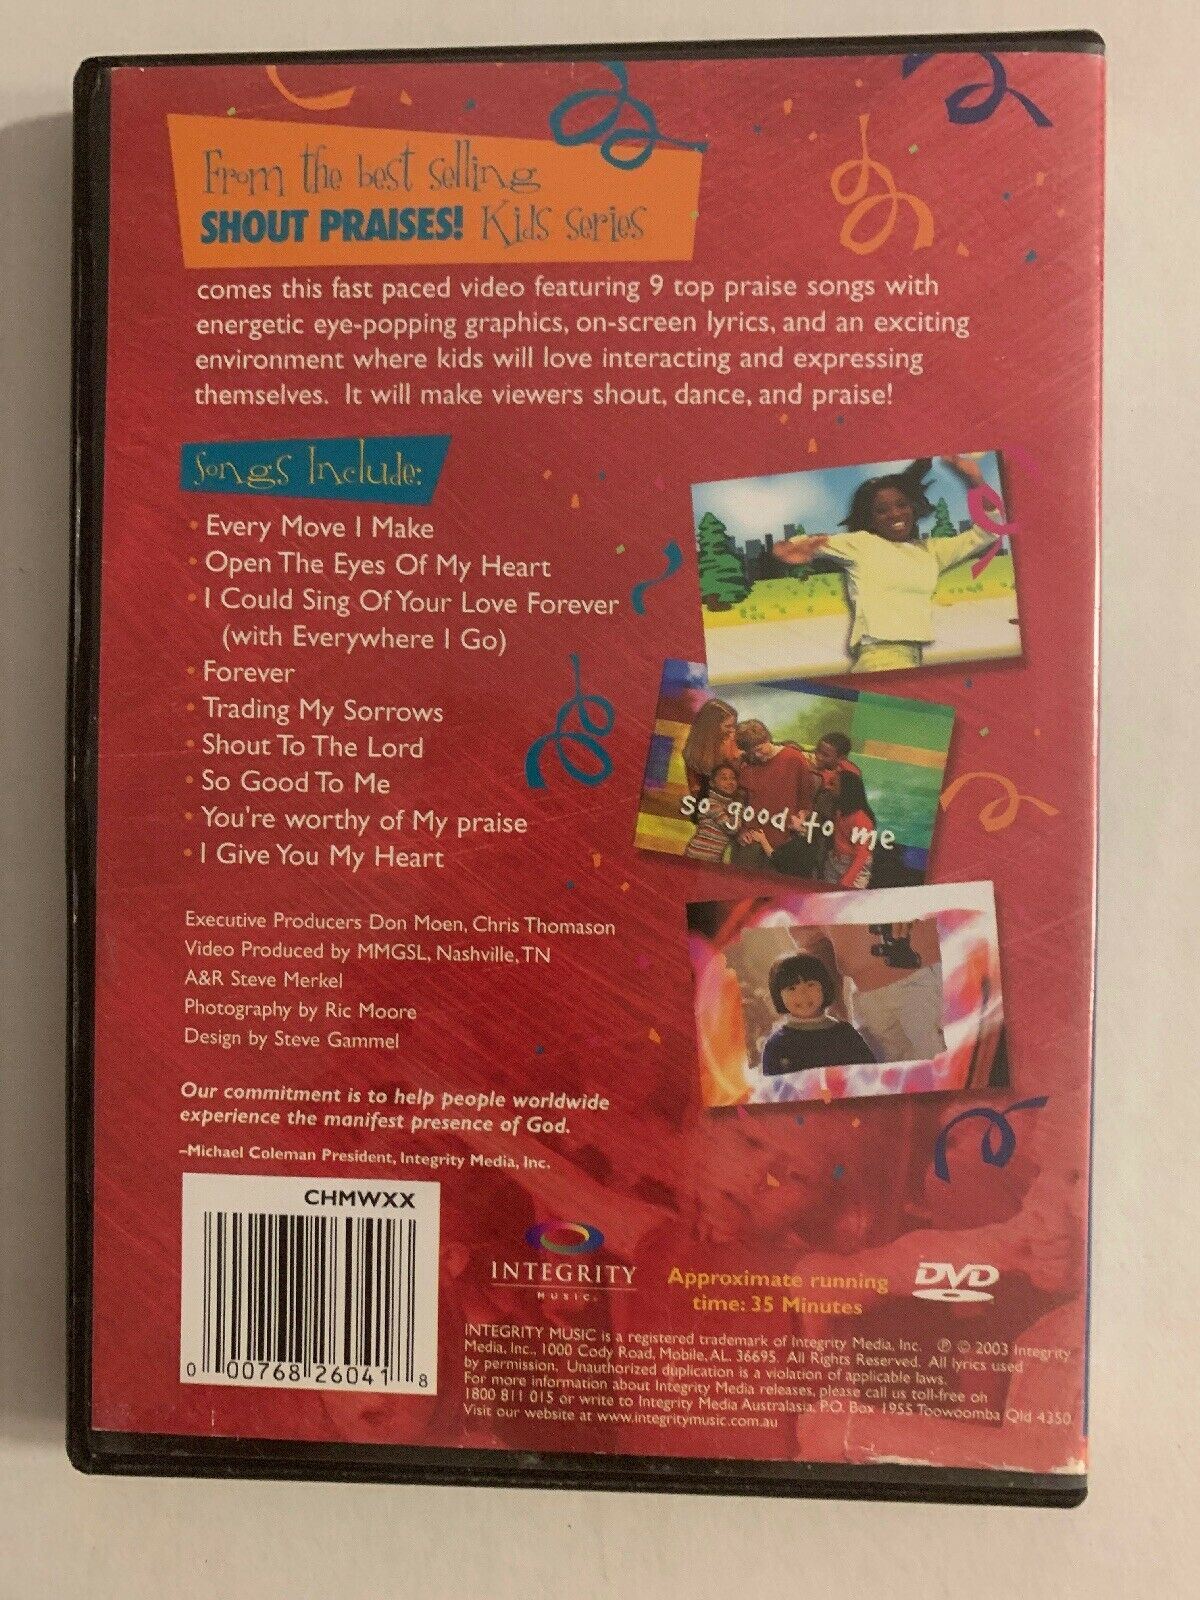 From the best selling
SHOUT PRAISES! Kids series
comes this fast paced video featuring 9 top praise songs with
energetic eye-popping graphics, on-screen lyrics, and an exciting
environment where kids will love interacting and expressing
themselves. It will make viewers shout, dance, and praise!
Songs Include:
• Every Move I Make
• Open The Eyes Of My Heart
• I Could Sing Of Your Love Forever
(with Everywhere I Go)
• Forever
• Trading My Sorrows
• Shout To The Lord
• So Good To Me
• You're worthy of My praise
• I Give You My Heart
so good to me
Executive Producers Don Moen, Chris Thomason
Video Produced by MMGSL, Nashville, TN
A&R Steve Merkel
Photography by Ric Moore
Design by Steve Gammel
Our commitment is to help people worldwide
experience the manifest presence of God.
–Michael Coleman President, Integrity Media, Inc.
CHMWXX
0 00768 26041 8
INTEGRITY
MUSIC.
Approximate running
time: 35 Minutes
DVD
INTEGRITY MUSIC is a registered trademark of Integrity Media, Inc. ℗ © 2003 Integrity
Media, Inc., 1000 Cody Road, Mobile, AL. 36695. All Rights Reserved. All lyrics used
by permission. Unauthorized duplication is a violation of applicable laws.
For more information about Integrity Media releases, please call us toll-free on
1800 811 015 or write to Integrity Media Australasia, P.O. Box 1955 Toowoomba Qld 4350
Visit our website at www.integritymusic.com.au